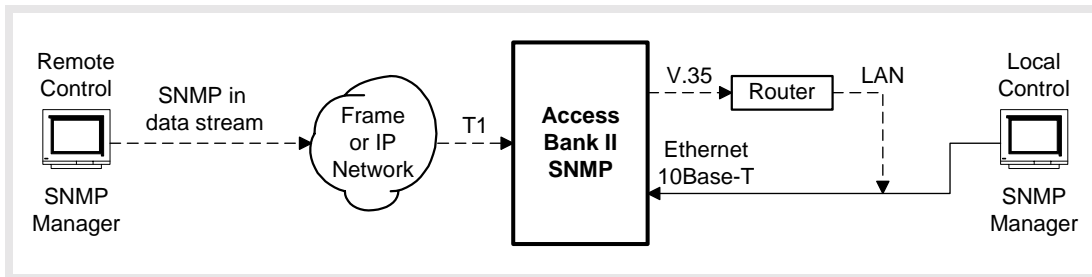 Remote
Control
SNMP
Manager
SNMP in
data stream
Frame
or IP
Network
T1
Access
Bank II
SNMP
V.35
Router
LAN
Ethernet
10Base-T
Local
Control
SNMP
Manager